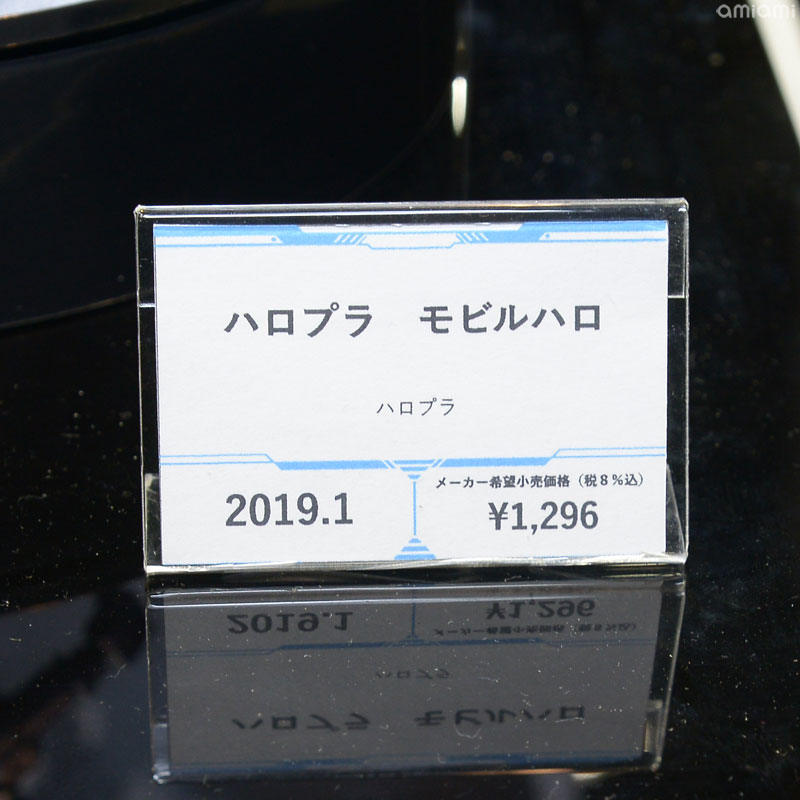 amiami
ハロプラ　モビルハロ
ハロプラ
2019.1
メーカー希望小売価格（税８％込）
¥1,296